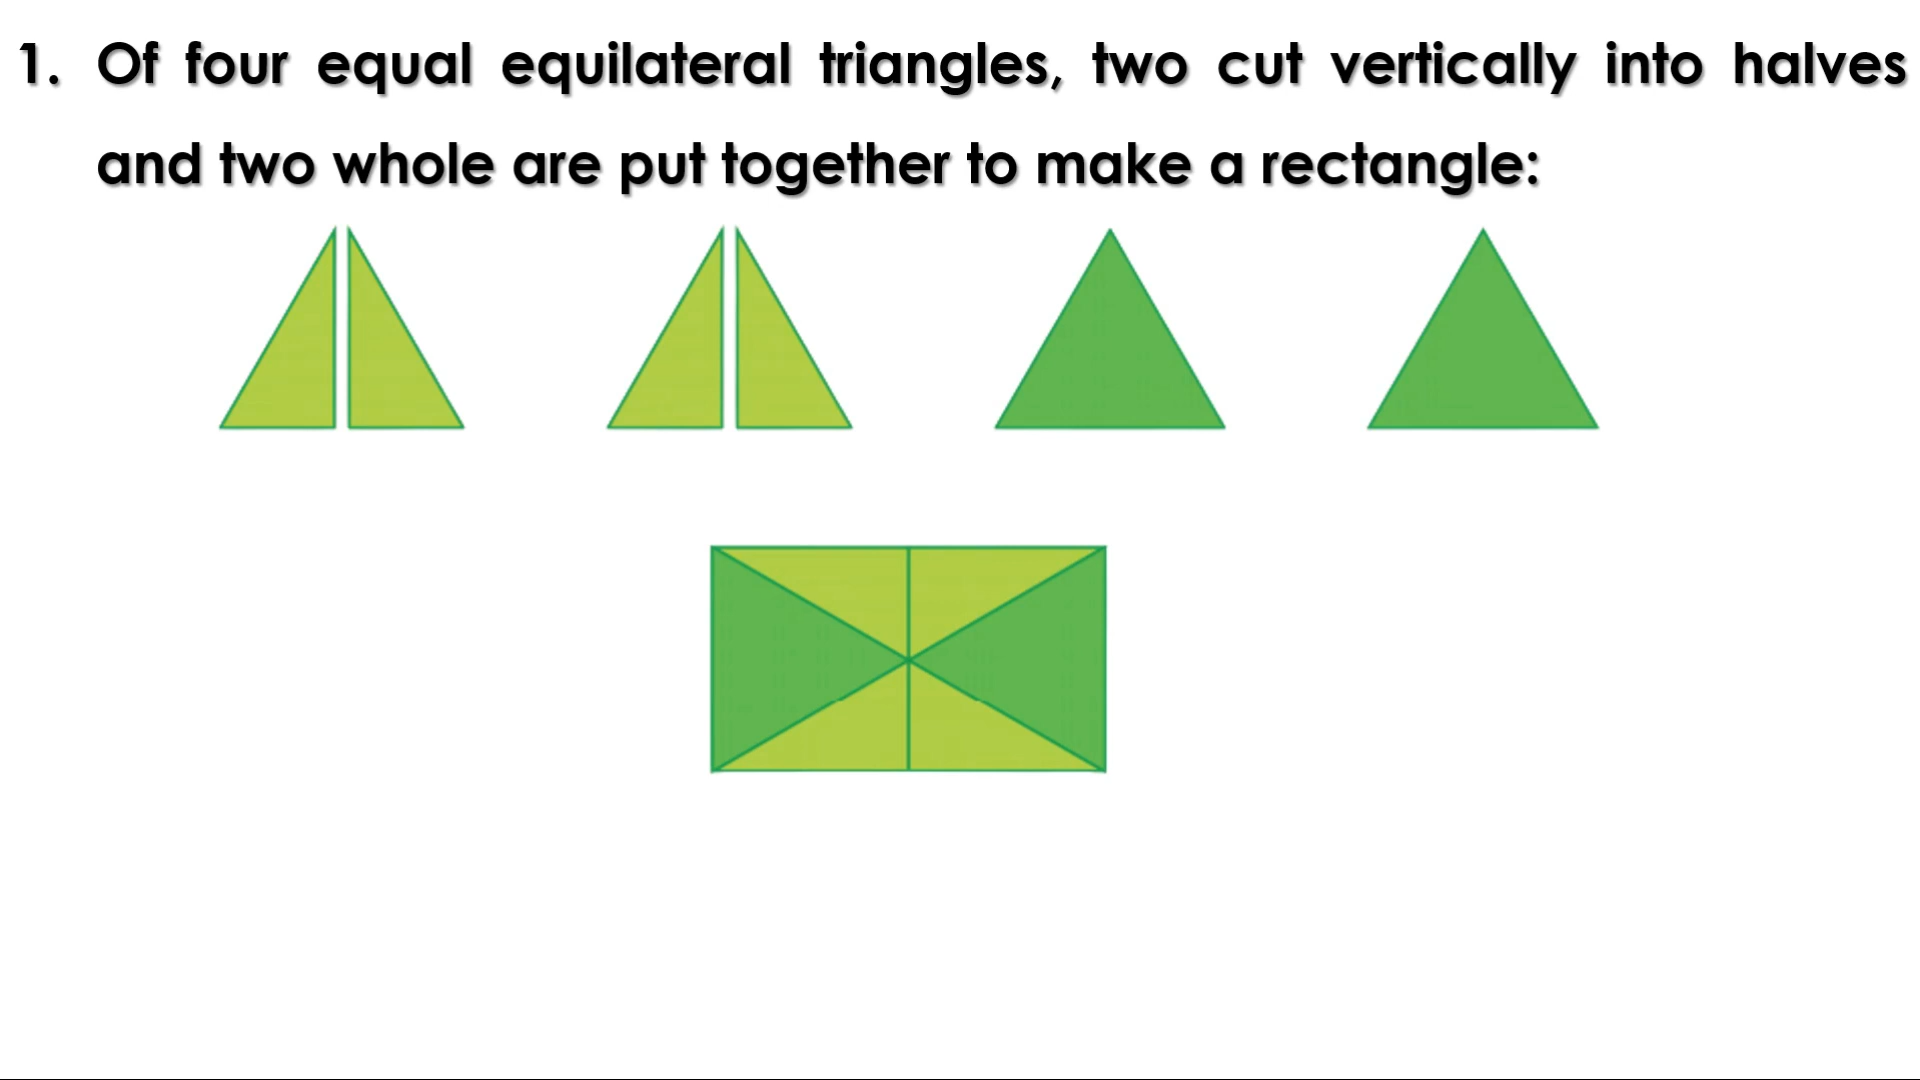 1. Of four equal equilateral triangles, two cut vertically into halves
and two whole are put together to make a rectangle: